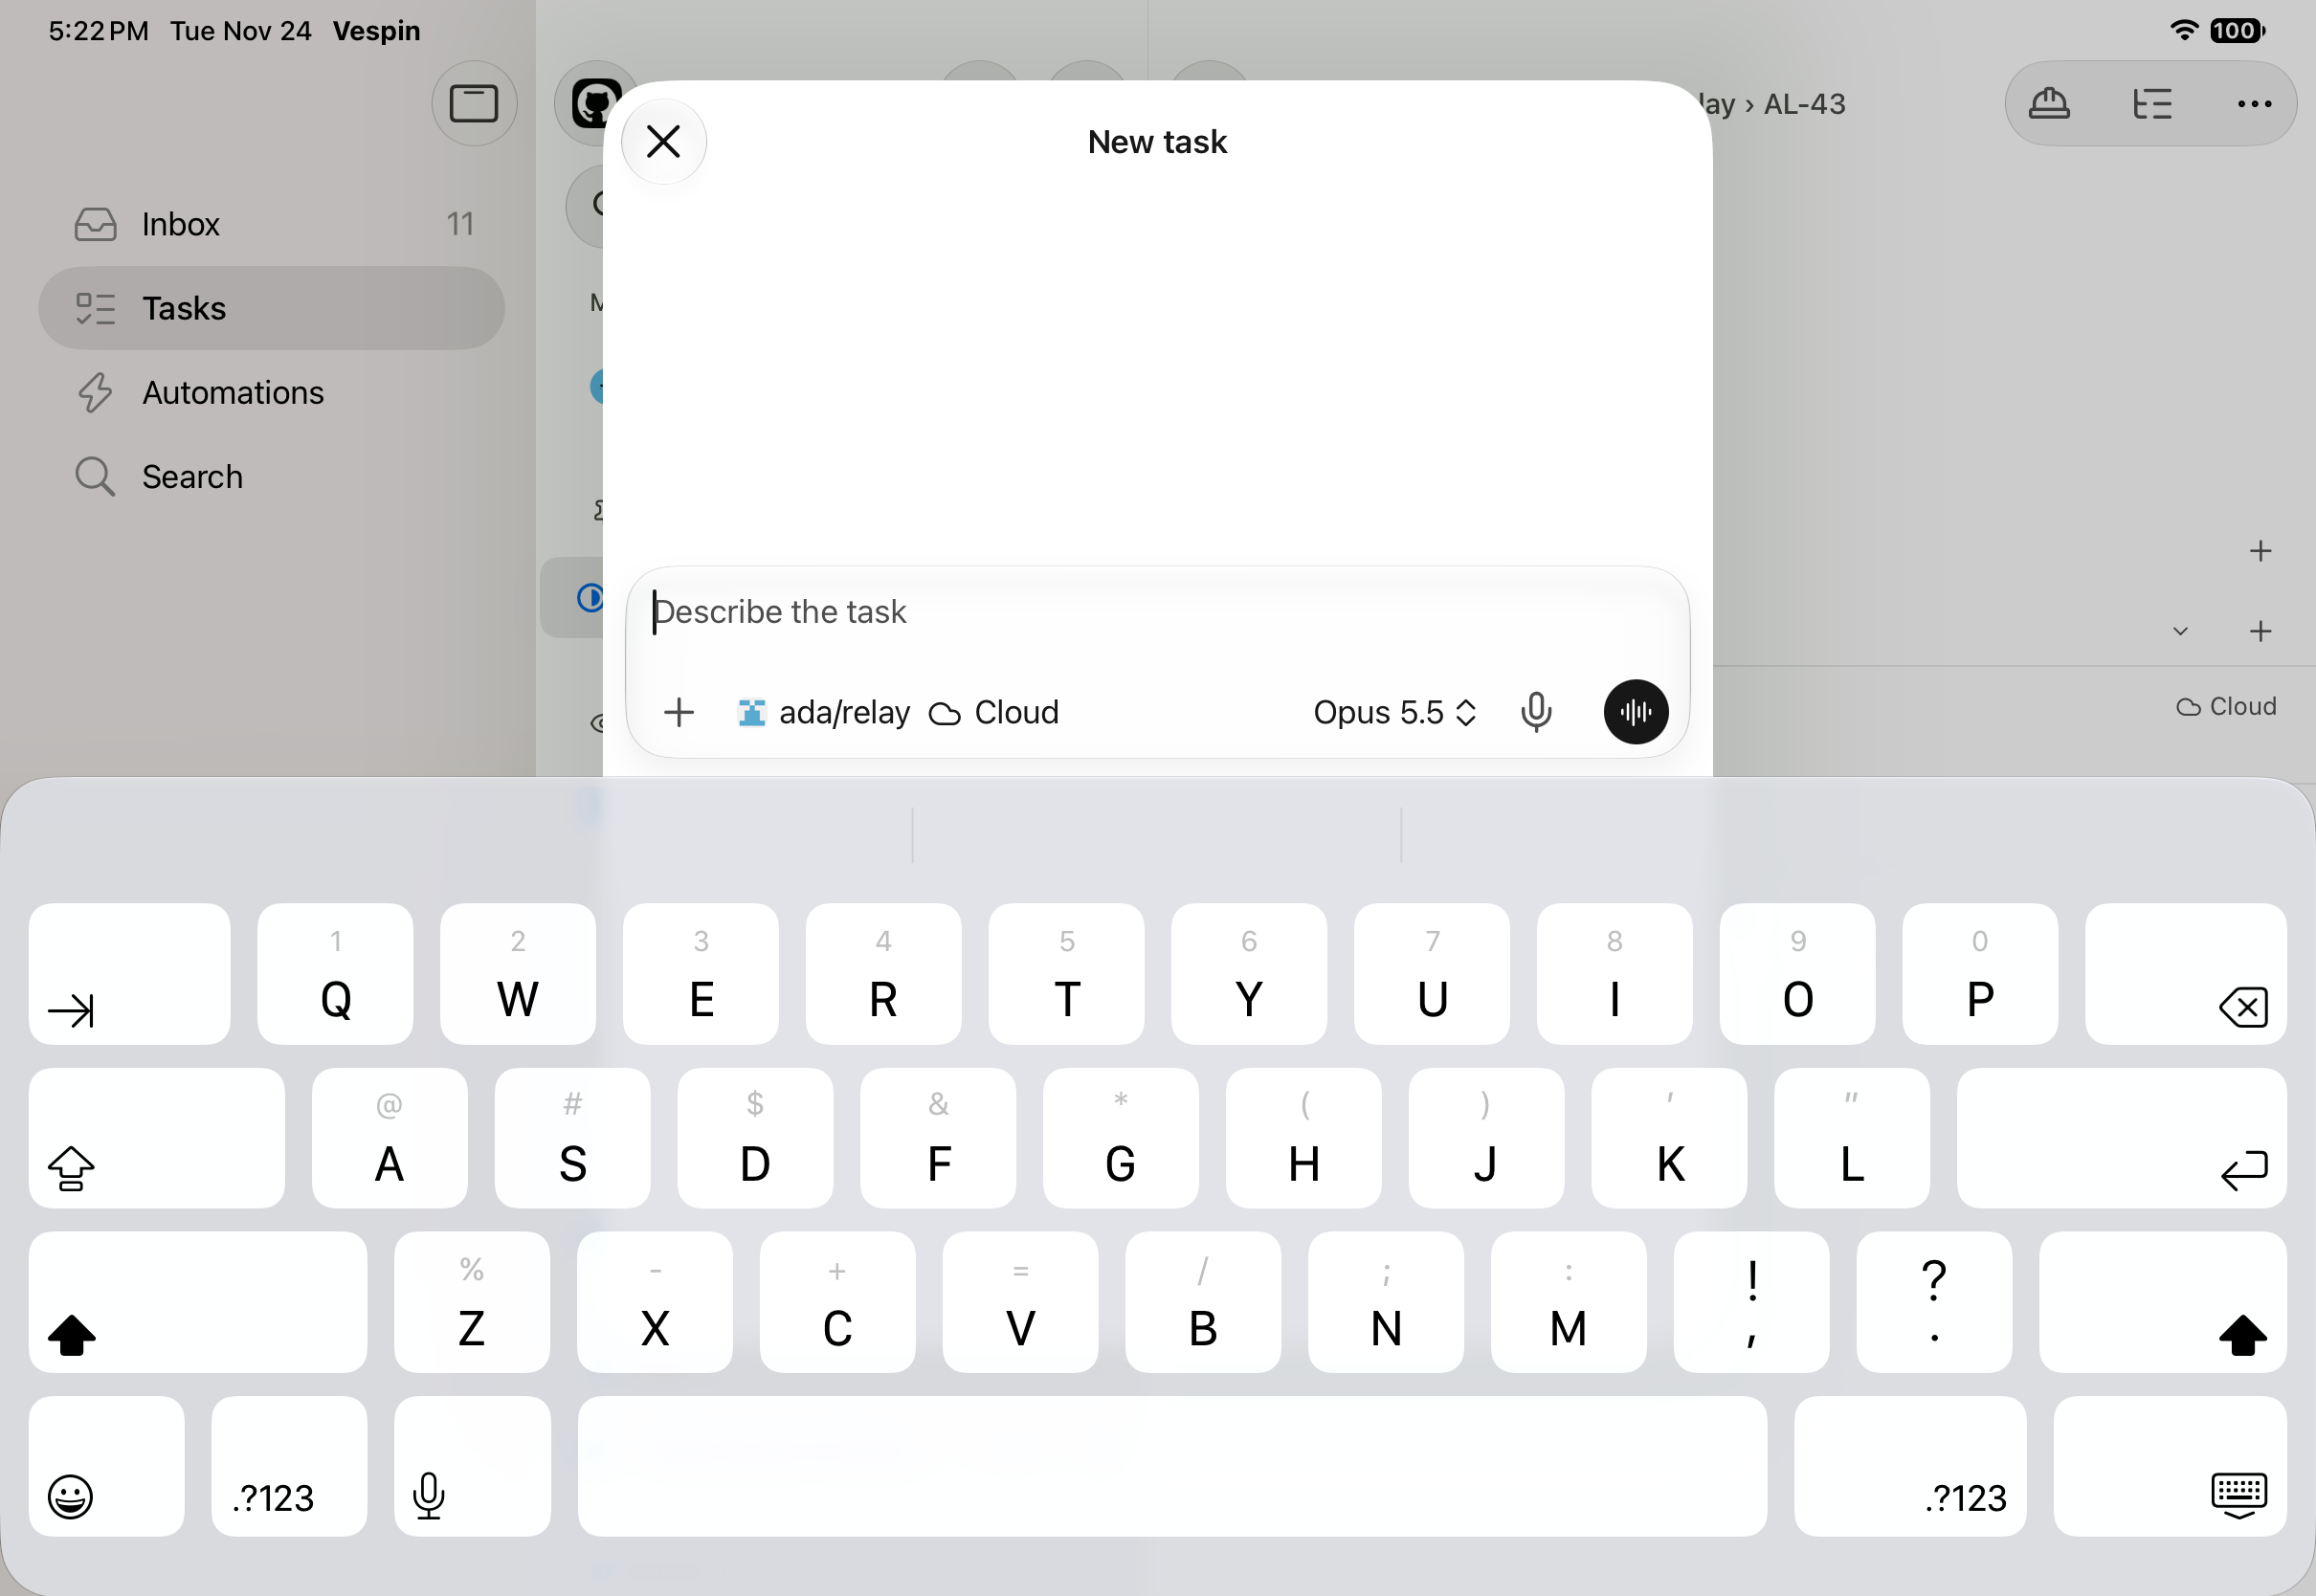 5:22 PM Tue Nov 24 Vespin
100
New task
AL-43
Inbox 11
Tasks
Automations
Search
Describe the task
ada/relay Cloud
Opus 5.5
Cloud
1 2 3 4 5 6 7 8 9 0
Q W E R T Y U I O P
@ # $ & * ( ) ' "
A S D F G H J K L
% - + = / ; : ! ?
Z X C V B N M , .
.?123 .?123